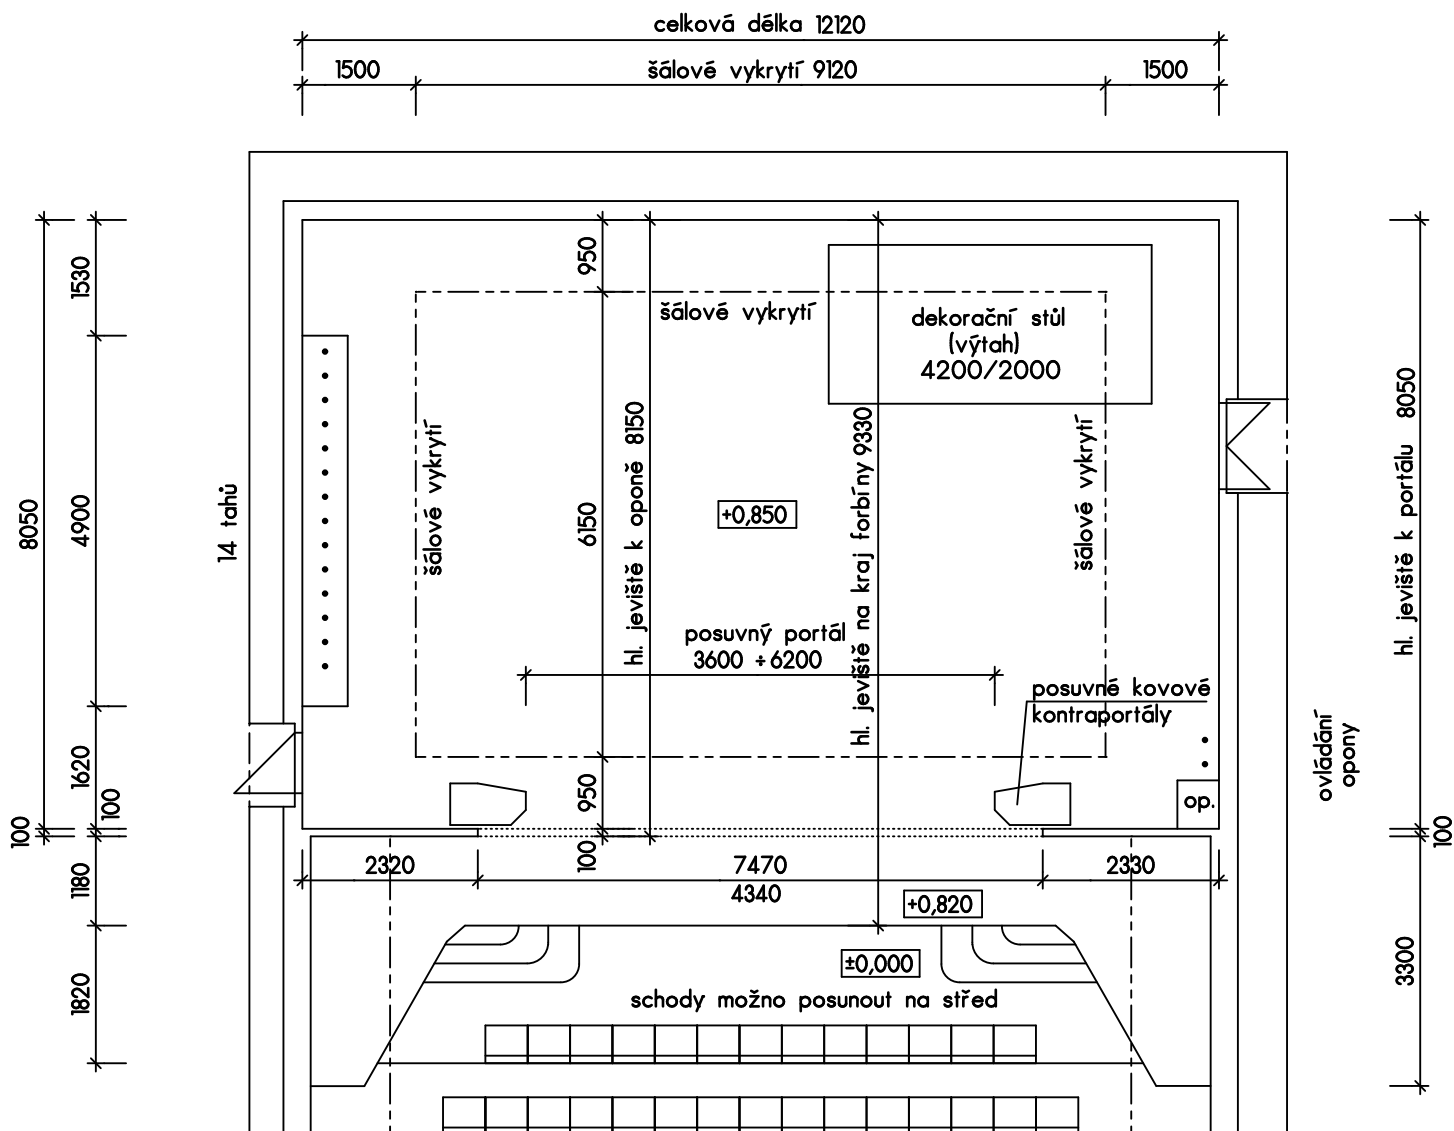 celková délka 12120
1500
šálové vykrytí 9120
1500
950
1530
šálové vykrytí
dekorační stůl
(výtah)
4200/2000
hl. jeviště k portálu 8050
hl. jeviště k oponě 8150
hl. jeviště na kraj forbíny 9330
šálové vykrytí
šálové vykrytí
8050
4900
14 tahů
6150
+0,850
posuvný portál
3600 ÷6200
posuvné kovové
kontraportály
ovládání
opony
1620
100
950
op.
100
100
100
2320
7470
2330
4340
1180
+0,820
±0,000
3300
1820
schody možno posunout na střed